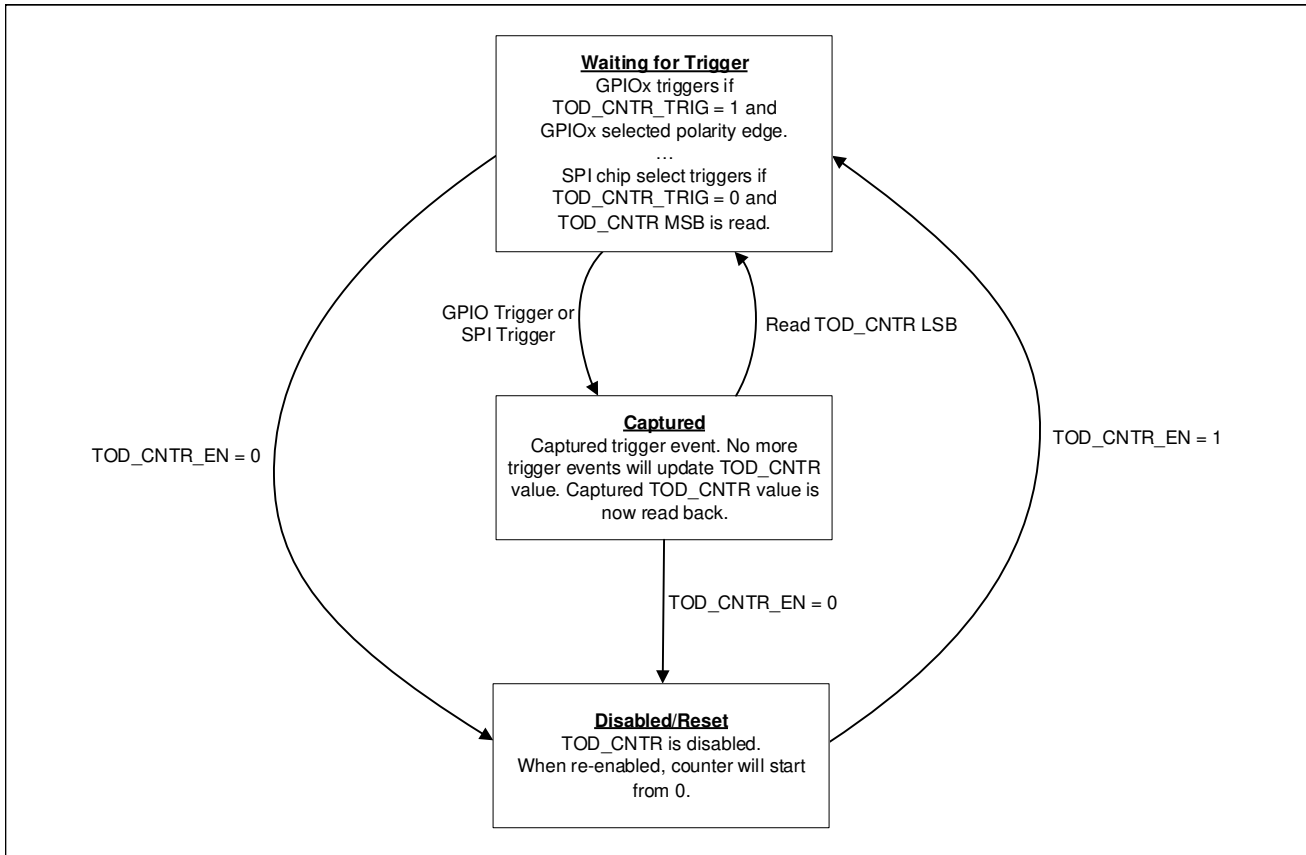 Waiting for Trigger
GPIOx triggers if
TOD_CNTR_TRIG = 1 and
GPIOx selected polarity edge.
...
SPI chip select triggers if
TOD_CNTR_TRIG = 0 and
TOD_CNTR MSB is read.
GPIO Trigger or
SPI Trigger
Read TOD_CNTR LSB
Captured
Captured trigger event. No more
trigger events will update TOD_CNTR
value. Captured TOD_CNTR value is
now read back.
TOD_CNTR_EN = 0
TOD_CNTR_EN = 1
TOD_CNTR_EN = 0
Disabled/Reset
TOD_CNTR is disabled.
When re-enabled, counter will start
from 0.